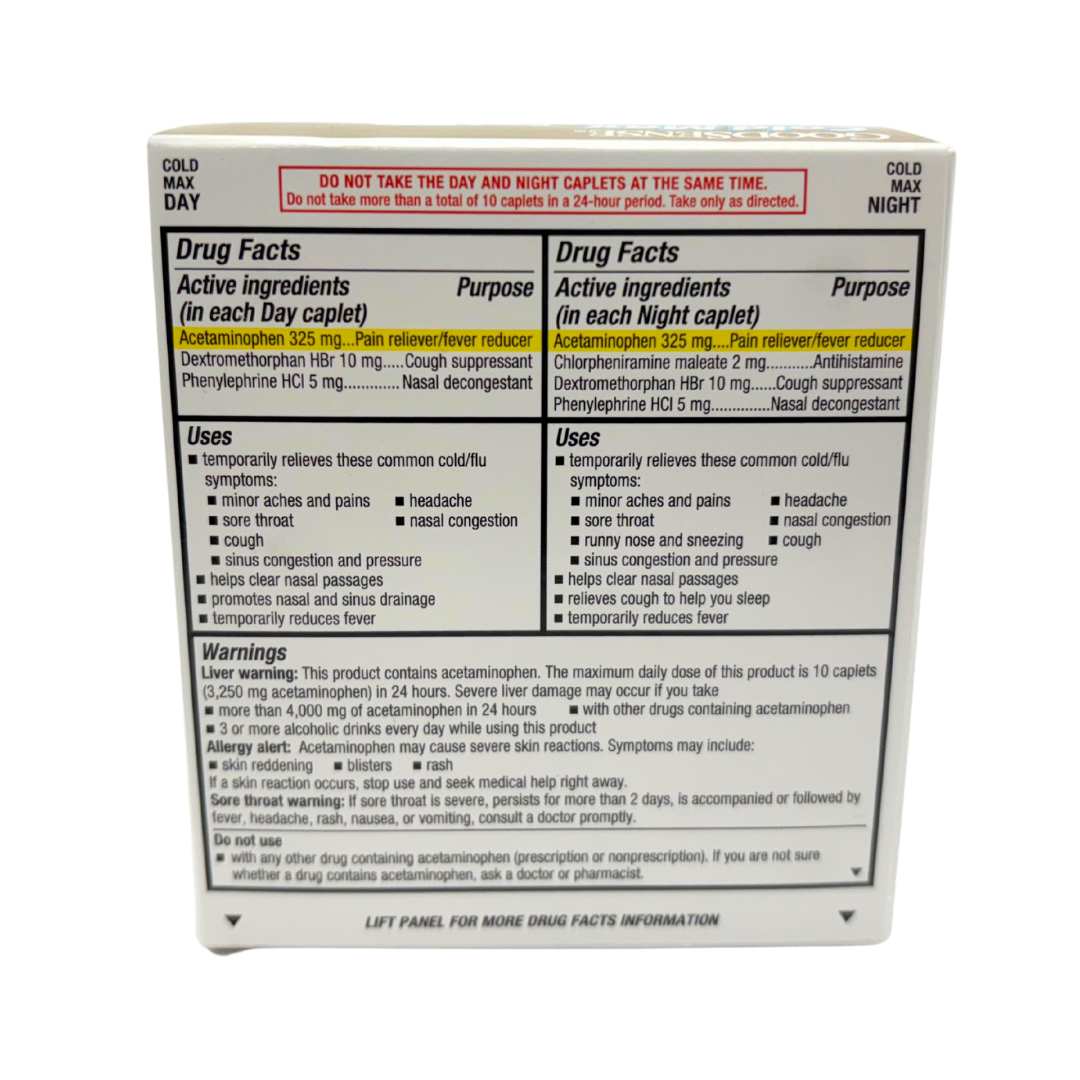 GOODSENSE
COLD
MAX
DAY
DO NOT TAKE THE DAY AND NIGHT CAPLETS AT THE SAME TIME.
Do not take more than a total of 10 caplets in a 24-hour period. Take only as directed.
COLD
MAX
NIGHT
Drug Facts
Active ingredients Purpose
(in each Day caplet)
Acetaminophen 325 mg...Pain reliever/fever reducer
Dextromethorphan HBr 10 mg.....Cough suppressant
Phenylephrine HCl 5 mg............Nasal decongestant
Drug Facts
Active ingredients Purpose
(in each Night caplet)
Acetaminophen 325 mg....Pain reliever/fever reducer
Chlorpheniramine maleate 2 mg...........Antihistamine
Dextromethorphan HBr 10 mg......Cough suppressant
Phenylephrine HCl 5 mg..............Nasal decongestant
Uses
■ temporarily relieves these common cold/flu
symptoms:
■ minor aches and pains ■ headache
■ sore throat ■ nasal congestion
■ cough
■ sinus congestion and pressure
■ helps clear nasal passages
■ promotes nasal and sinus drainage
■ temporarily reduces fever
Uses
■ temporarily relieves these common cold/flu
symptoms:
■ minor aches and pains ■ headache
■ sore throat ■ nasal congestion
■ runny nose and sneezing ■ cough
■ sinus congestion and pressure
■ helps clear nasal passages
■ relieves cough to help you sleep
■ temporarily reduces fever
Warnings
Liver warning: This product contains acetaminophen. The maximum daily dose of this product is 10 caplets
(3,250 mg acetaminophen) in 24 hours. Severe liver damage may occur if you take
■ more than 4,000 mg of acetaminophen in 24 hours ■ with other drugs containing acetaminophen
■ 3 or more alcoholic drinks every day while using this product
Allergy alert: Acetaminophen may cause severe skin reactions. Symptoms may include:
■ skin reddening ■ blisters ■ rash
If a skin reaction occurs, stop use and seek medical help right away.
Sore throat warning: If sore throat is severe, persists for more than 2 days, is accompanied or followed by
fever, headache, rash, nausea, or vomiting, consult a doctor promptly.
Do not use
■ with any other drug containing acetaminophen (prescription or nonprescription). If you are not sure
whether a drug contains acetaminophen, ask a doctor or pharmacist.
LIFT PANEL FOR MORE DRUG FACTS INFORMATION